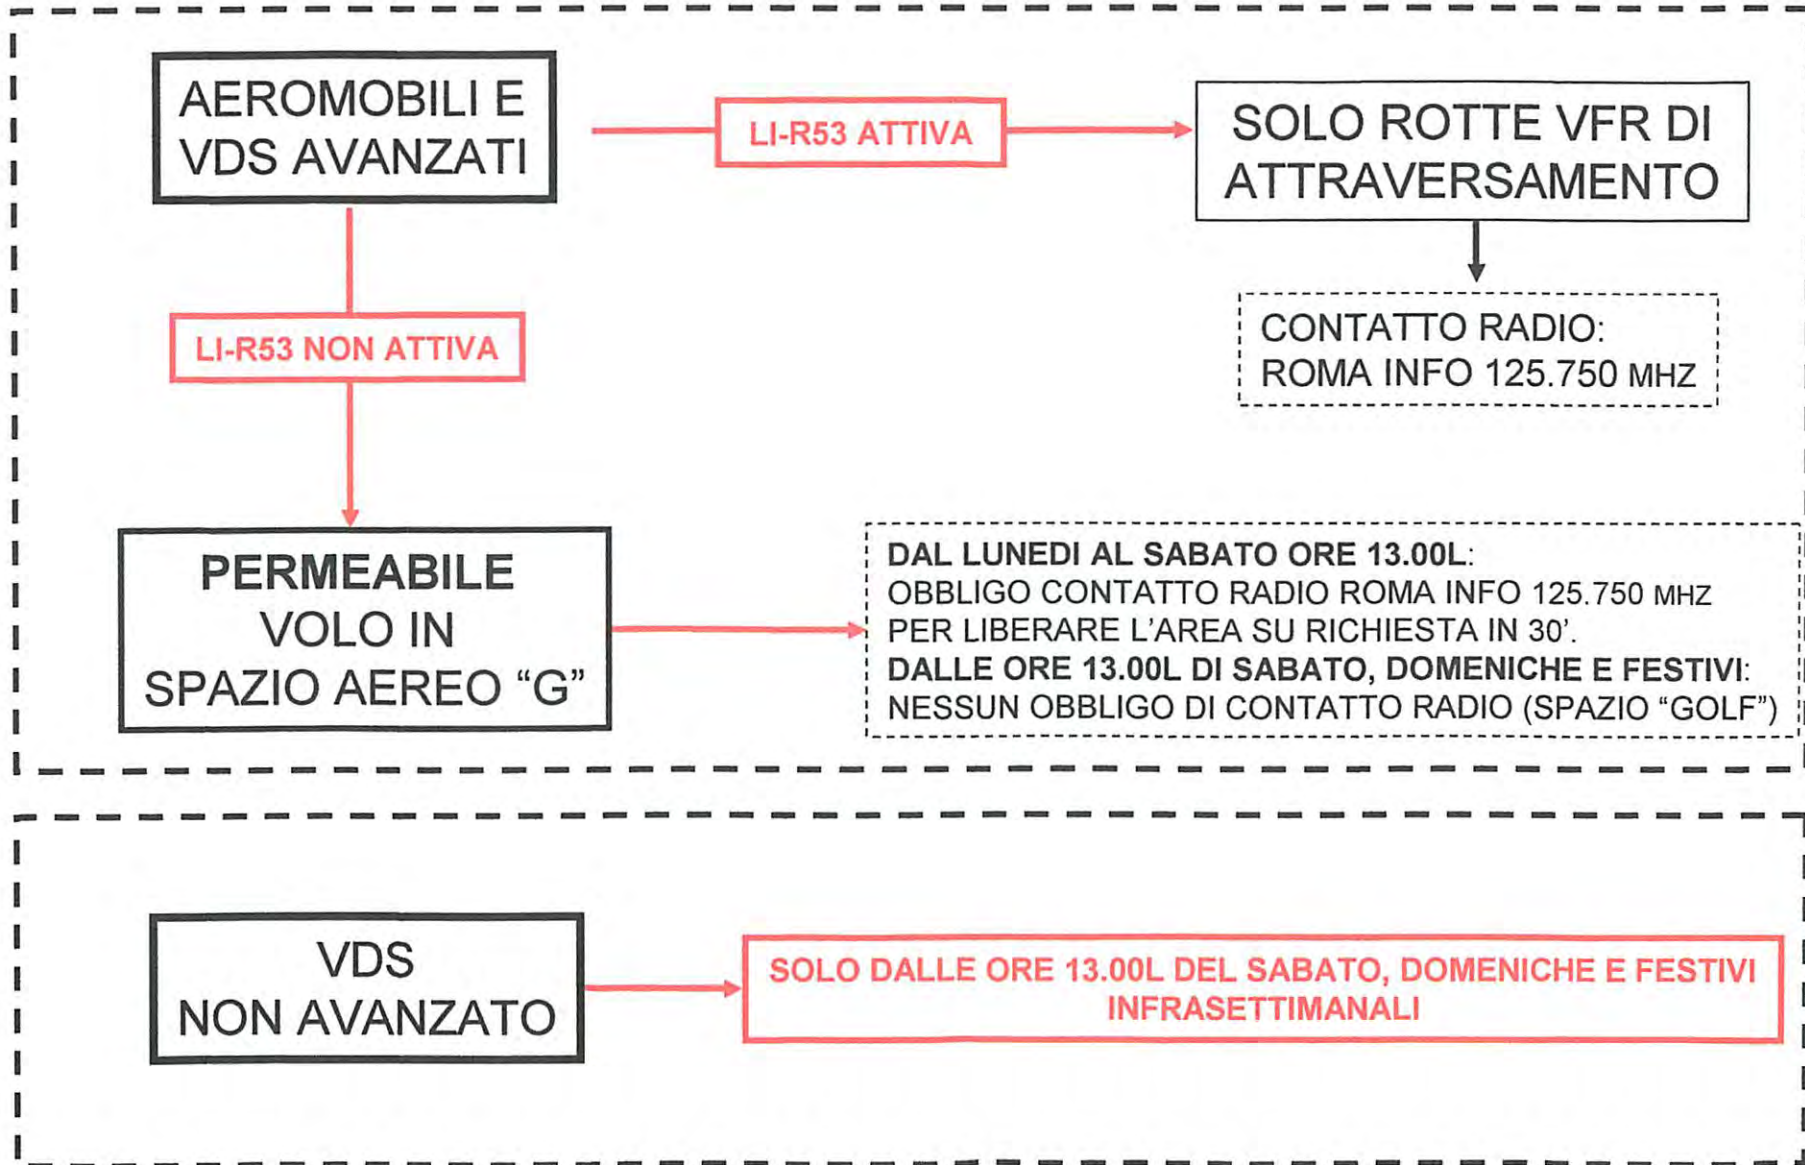 AEROMOBILI E
VDS AVANZATI
LI-R53 ATTIVA
SOLO ROTTE VFR DI
ATTRAVERSAMENTO
CONTATTO RADIO:
ROMA INFO 125.750 MHZ
LI-R53 NON ATTIVA
PERMEABILE
VOLO IN
SPAZIO AEREO “G”
DAL LUNEDI AL SABATO ORE 13.00L:
OBBLIGO CONTATTO RADIO ROMA INFO 125.750 MHZ
PER LIBERARE L'AREA SU RICHIESTA IN 30'.
DALLE ORE 13.00L DI SABATO, DOMENICHE E FESTIVI:
NESSUN OBBLIGO DI CONTATTO RADIO (SPAZIO “GOLF”)
VDS
NON AVANZATO
SOLO DALLE ORE 13.00L DEL SABATO, DOMENICHE E FESTIVI
INFRASETTIMANALI